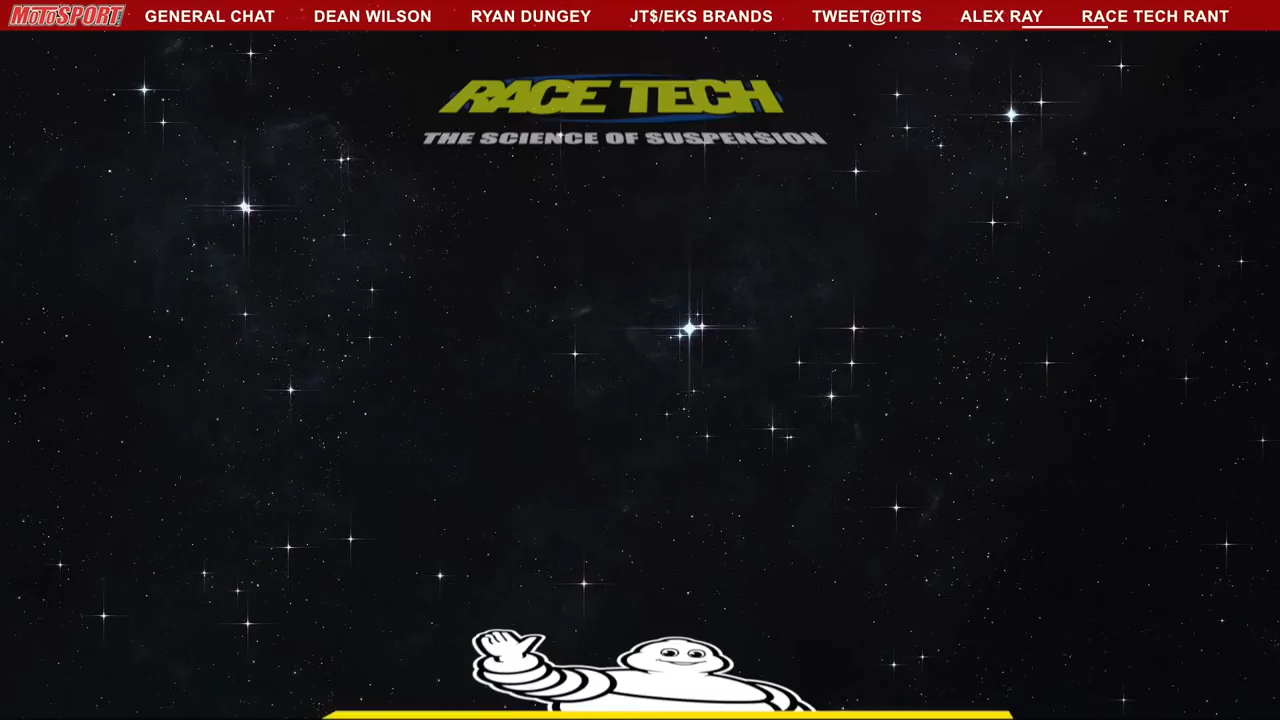 MOTOSPORT GENERAL CHAT DEAN WILSON RYAN DUNGEY JT$/EKS BRANDS TWEET@TITS ALEX RAY RACE TECH RANT
RACE TECH
THE SCIENCE OF SUSPENSION